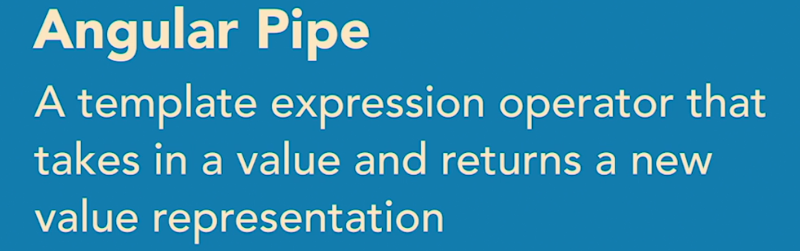 Angular Pipe
A template expression operator that
takes in a value and returns a new
value representation